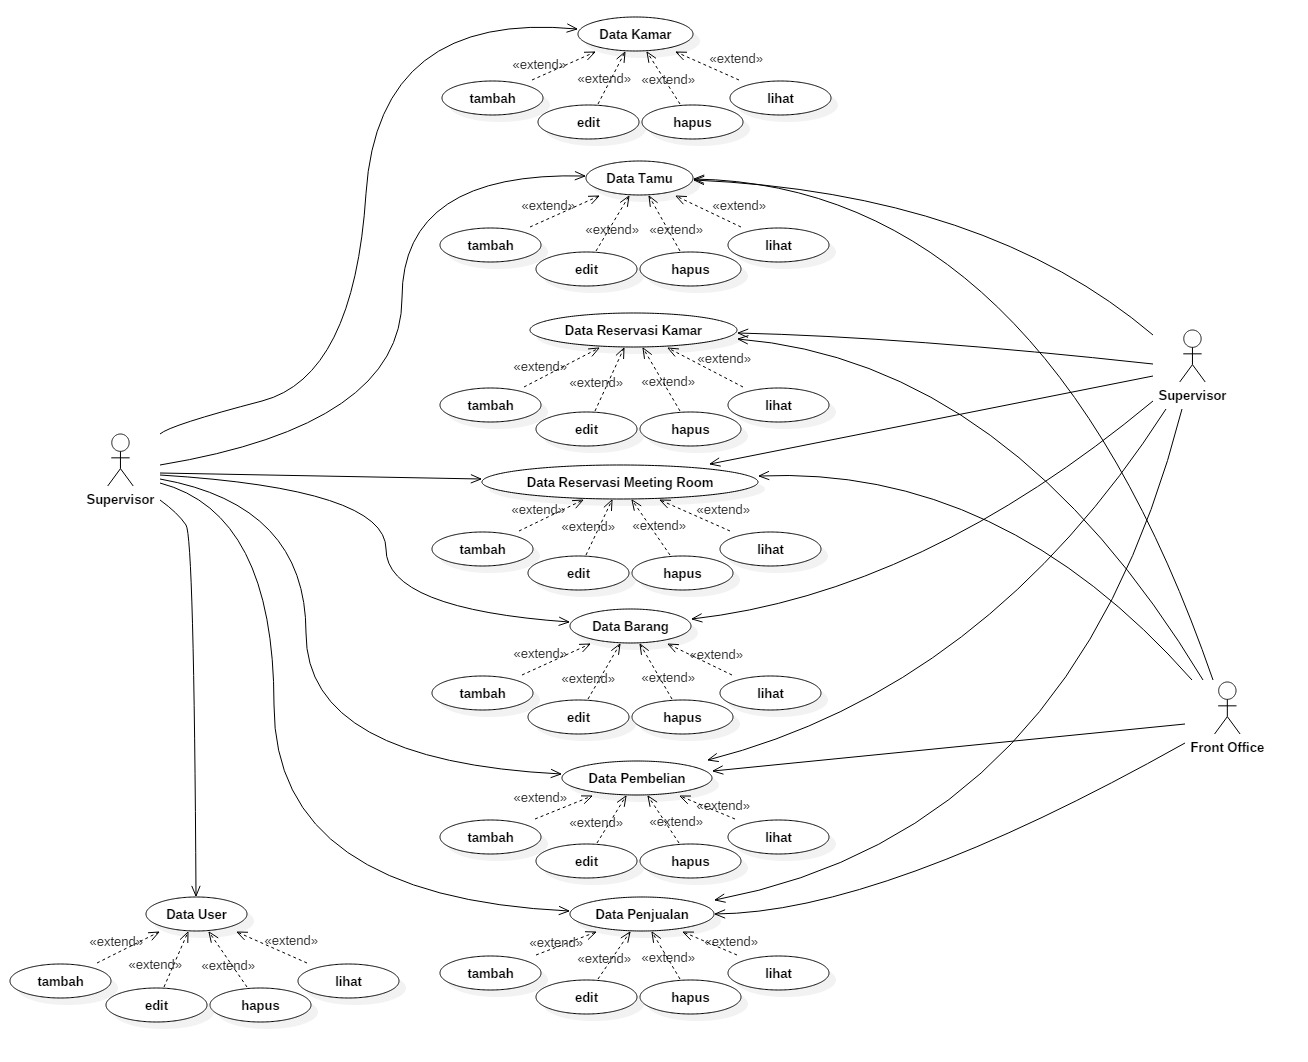 Data Kamar
«extend»
«extend»
«extend»
«extend»
tambah
edit
hapus
lihat
Data Tamu
«extend»
«extend»
«extend»
«extend»
tambah
edit
hapus
lihat
Data Reservasi Kamar
«extend»
«extend»
«extend»
«extend»
tambah
edit
hapus
lihat
Supervisor
Supervisor
Data Reservasi Meeting Room
«extend»
«extend»
«extend»
«extend»
tambah
edit
hapus
lihat
Data Barang
«extend»
«extend»
«extend»
«extend»
tambah
edit
hapus
lihat
Front Office
Data Pembelian
«extend»
«extend»
«extend»
«extend»
tambah
edit
hapus
lihat
Data User
«extend»
«extend»
«extend»
«extend»
tambah
edit
hapus
lihat
Data Penjualan
«extend»
«extend»
«extend»
«extend»
tambah
edit
hapus
lihat